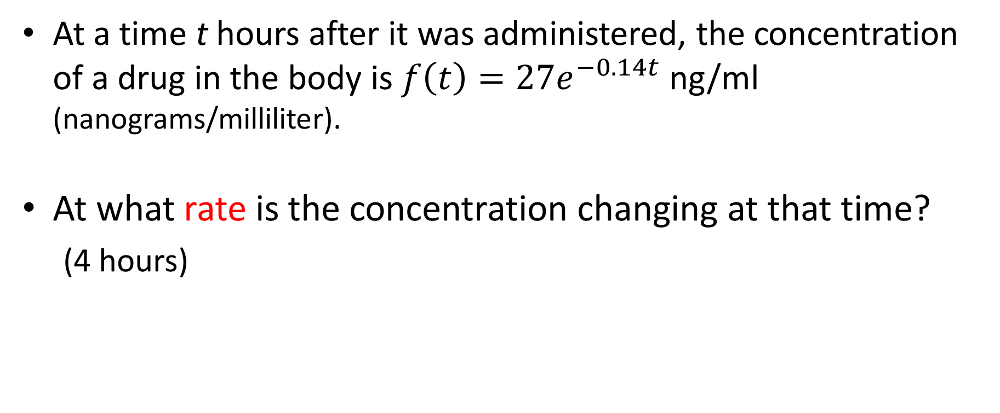 • At a time t hours after it was administered, the concentration
of a drug in the body is f(t) = 27e^{-0.14t} ng/ml
(nanograms/milliliter).
• At what rate is the concentration changing at that time?
(4 hours)